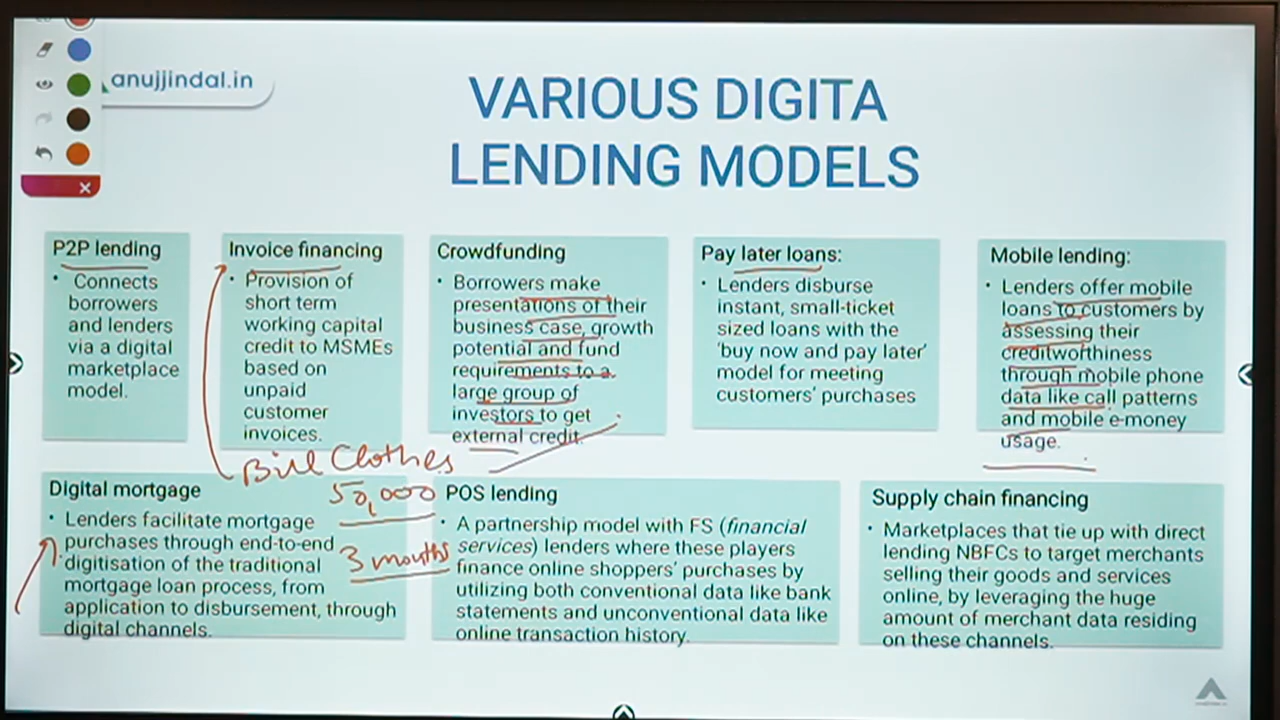 anujjindal.in
VARIOUS DIGITA
LENDING MODELS
P2P lending
• Connects
borrowers
and lenders
via a digital
marketplace
model.
Invoice financing
• Provision of
short term
working capital
credit to MSMEs
based on
unpaid
customer
invoices.
Crowdfunding
• Borrowers make
presentations of their
business case, growth
potential and fund
requirements to a
large group of
investors to get
external credit.
Pay later loans:
• Lenders disburse
instant, small-ticket
sized loans with the
‘buy now and pay later’
model for meeting
customers’ purchases
Mobile lending:
• Lenders offer mobile
loans to customers by
assessing their
creditworthiness
through mobile phone
data like call patterns
and mobile e-money
usage.
Bill Clothes
50,000
3 months
Digital mortgage
• Lenders facilitate mortgage
purchases through end-to-end
digitisation of the traditional
mortgage loan process, from
application to disbursement, through
digital channels.
POS lending
• A partnership model with FS (financial
services) lenders where these players
finance online shoppers’ purchases by
utilizing both conventional data like bank
statements and unconventional data like
online transaction history.
Supply chain financing
• Marketplaces that tie up with direct
lending NBFCs to target merchants
selling their goods and services
online, by leveraging the huge
amount of merchant data residing
on these channels.